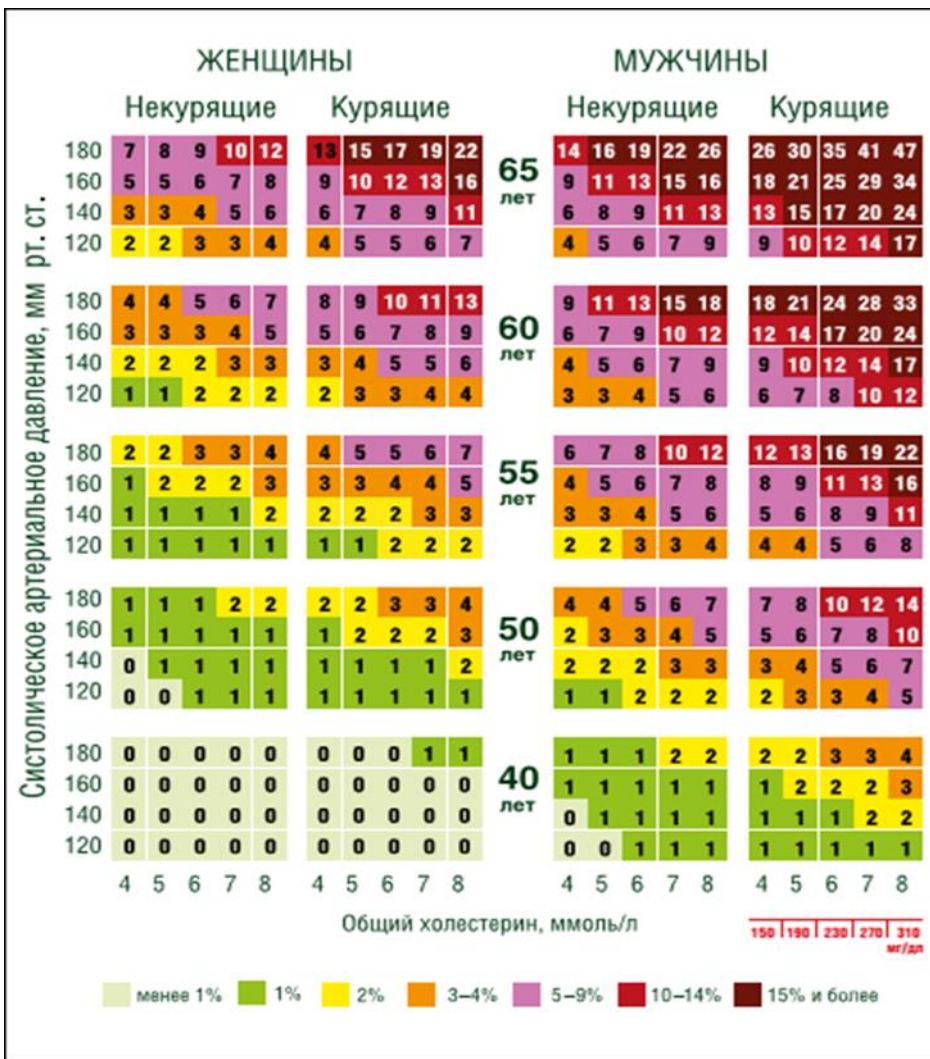 ЖЕНЩИНЫ МУЖЧИНЫ
Некурящие Курящие Некурящие Курящие
Систолическое артериальное давление, мм рт. ст.
65 лет
180 7 8 9 10 12 13 15 17 19 22 14 16 19 22 26 26 30 35 41 47
160 5 5 6 7 8 9 10 12 13 16 9 11 13 15 16 18 21 25 29 34
140 3 3 4 5 6 6 7 8 9 11 6 8 9 11 13 13 15 17 20 24
120 2 2 3 3 4 4 5 5 6 7 4 5 6 7 9 9 10 12 14 17
60 лет
180 4 4 5 6 7 8 9 10 11 13 9 11 13 15 18 18 21 24 28 33
160 3 3 3 4 5 5 6 7 8 9 6 7 9 10 12 12 14 17 20 24
140 2 2 2 3 3 3 4 5 5 6 4 5 6 7 9 9 10 12 14 17
120 1 1 2 2 2 2 3 3 4 4 3 3 4 5 6 6 7 8 10 12
55 лет
180 2 2 3 3 4 4 5 5 6 7 6 7 8 10 12 12 13 16 19 22
160 1 2 2 2 3 3 3 4 4 5 4 5 6 7 8 8 9 11 13 16
140 1 1 1 1 2 2 2 2 3 3 3 3 4 5 6 5 6 8 9 11
120 1 1 1 1 1 1 1 2 2 2 2 2 3 3 4 4 4 5 6 8
50 лет
180 1 1 1 2 2 2 2 3 3 4 4 4 5 6 7 7 8 10 12 14
160 1 1 1 1 1 1 2 2 2 3 2 3 3 4 5 5 6 7 8 10
140 0 1 1 1 1 1 1 1 1 2 2 2 2 3 3 3 4 5 6 7
120 0 0 1 1 1 1 1 1 1 1 1 1 2 2 2 2 3 3 4 5
40 лет
180 0 0 0 0 0 0 0 0 1 1 1 1 1 2 2 2 2 3 3 4
160 0 0 0 0 0 0 0 0 0 0 1 1 1 1 1 1 2 2 2 3
140 0 0 0 0 0 0 0 0 0 0 0 1 1 1 1 1 1 1 2 2
120 0 0 0 0 0 0 0 0 0 0 0 0 1 1 1 1 1 1 1 1
4 5 6 7 8 4 5 6 7 8 4 5 6 7 8 4 5 6 7 8
Общий холестерин, ммоль/л
150 190 230 270 310
мг/дл
менее 1% 1% 2% 3–4% 5–9% 10–14% 15% и более